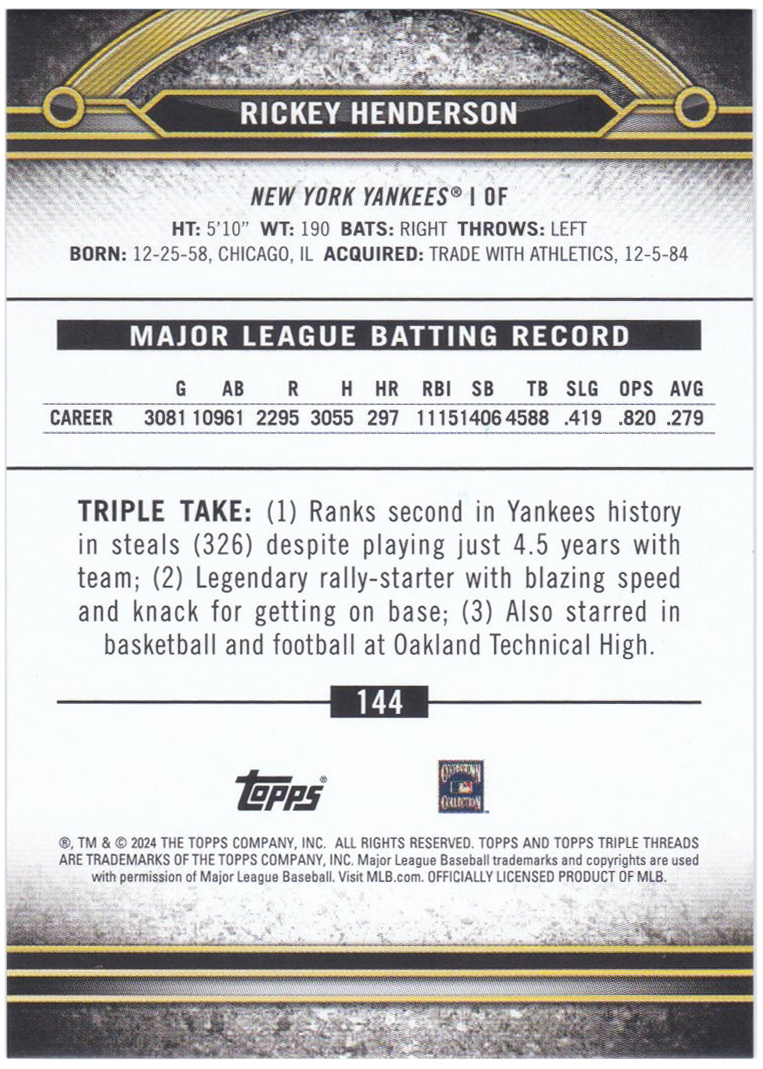 RICKEY HENDERSON
NEW YORK YANKEES® | OF
HT: 5'10" WT: 190 BATS: RIGHT THROWS: LEFT
BORN: 12-25-58, CHICAGO, IL ACQUIRED: TRADE WITH ATHLETICS, 12-5-84
MAJOR LEAGUE BATTING RECORD
G AB R H HR RBI SB TB SLG OPS AVG
CAREER 3081 10961 2295 3055 297 1115 1406 4588 .419 .820 .279
TRIPLE TAKE: (1) Ranks second in Yankees history
in steals (326) despite playing just 4.5 years with
team; (2) Legendary rally-starter with blazing speed
and knack for getting on base; (3) Also starred in
basketball and football at Oakland Technical High.
144
topps®
COOPERSTOWN
COLLECTION™
®, TM & © 2024 THE TOPPS COMPANY, INC. ALL RIGHTS RESERVED. TOPPS AND TOPPS TRIPLE THREADS
ARE TRADEMARKS OF THE TOPPS COMPANY, INC. Major League Baseball trademarks and copyrights are used
with permission of Major League Baseball. Visit MLB.com. OFFICIALLY LICENSED PRODUCT OF MLB.